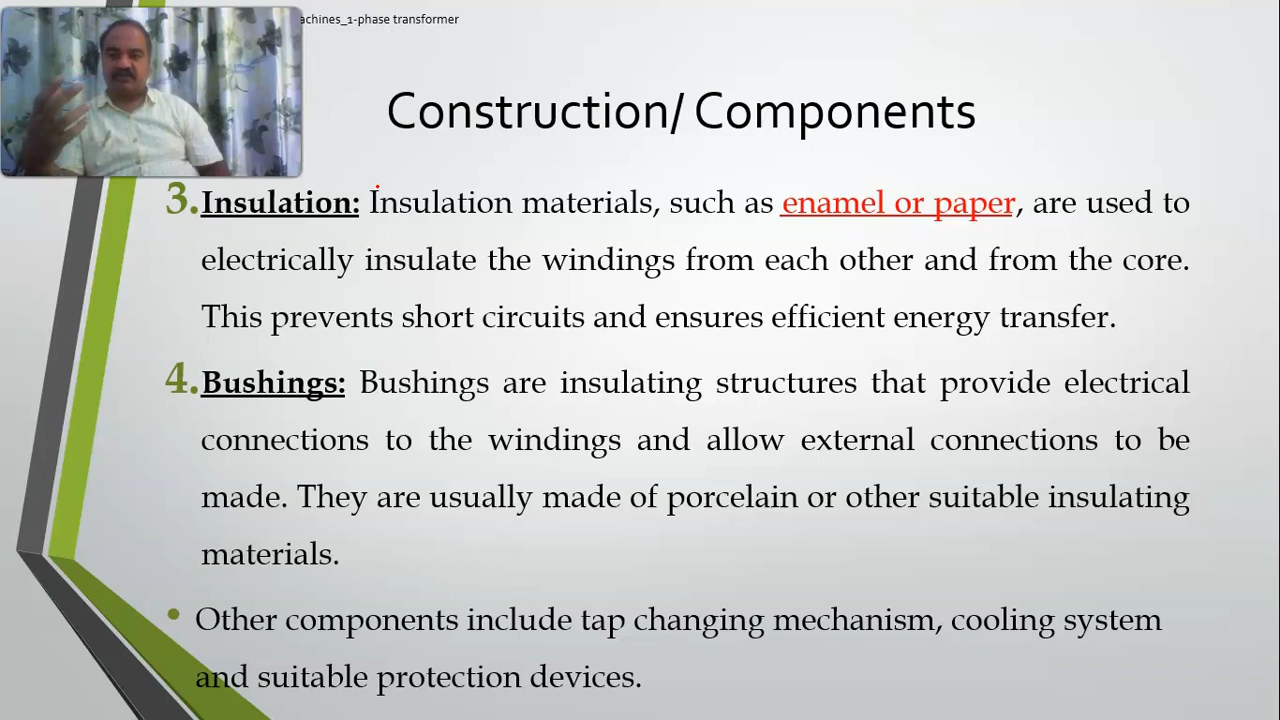 achines_1-phase transformer
Construction/ Components
3. Insulation: Insulation materials, such as enamel or paper, are used to
electrically insulate the windings from each other and from the core.
This prevents short circuits and ensures efficient energy transfer.
4. Bushings: Bushings are insulating structures that provide electrical
connections to the windings and allow external connections to be
made. They are usually made of porcelain or other suitable insulating
materials.
• Other components include tap changing mechanism, cooling system
and suitable protection devices.